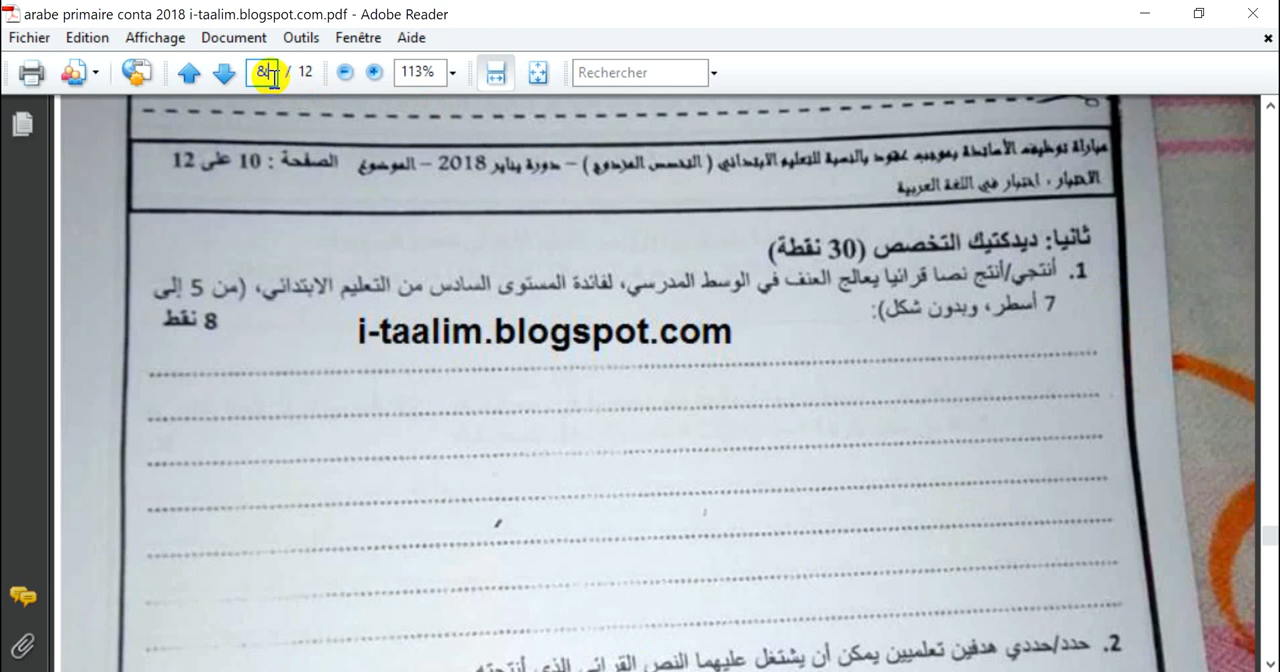 arabe primaire conta 2018 i-taalim.blogspot.com.pdf - Adobe Reader
Fichier Edition Affichage Document Outils Fenêtre Aide
8 / 12 113% Rechercher
مباراة توظيف الأساتذة بموجب عقود بالنسبة للتعليم الابتدائي ( التخصص المزدوج ) – دورة يناير 2018 – الموضوع الصفحة : 10 على 12
الاختبار : اختبار في اللغة العربية
ثانيا: ديدكتيك التخصص (30 نقطة)
1. أنتجي/أنتج نصا قرائيا يعالج العنف في الوسط المدرسي، لفائدة المستوى السادس من التعليم الابتدائي، (من 5 إلى
7 أسطر، وبدون شكل): 8 نقط
i-taalim.blogspot.com
2. حدد/حددي هدفين تعلميين يمكن أن يشتغل عليهما النص القرائي الذي أنتجته